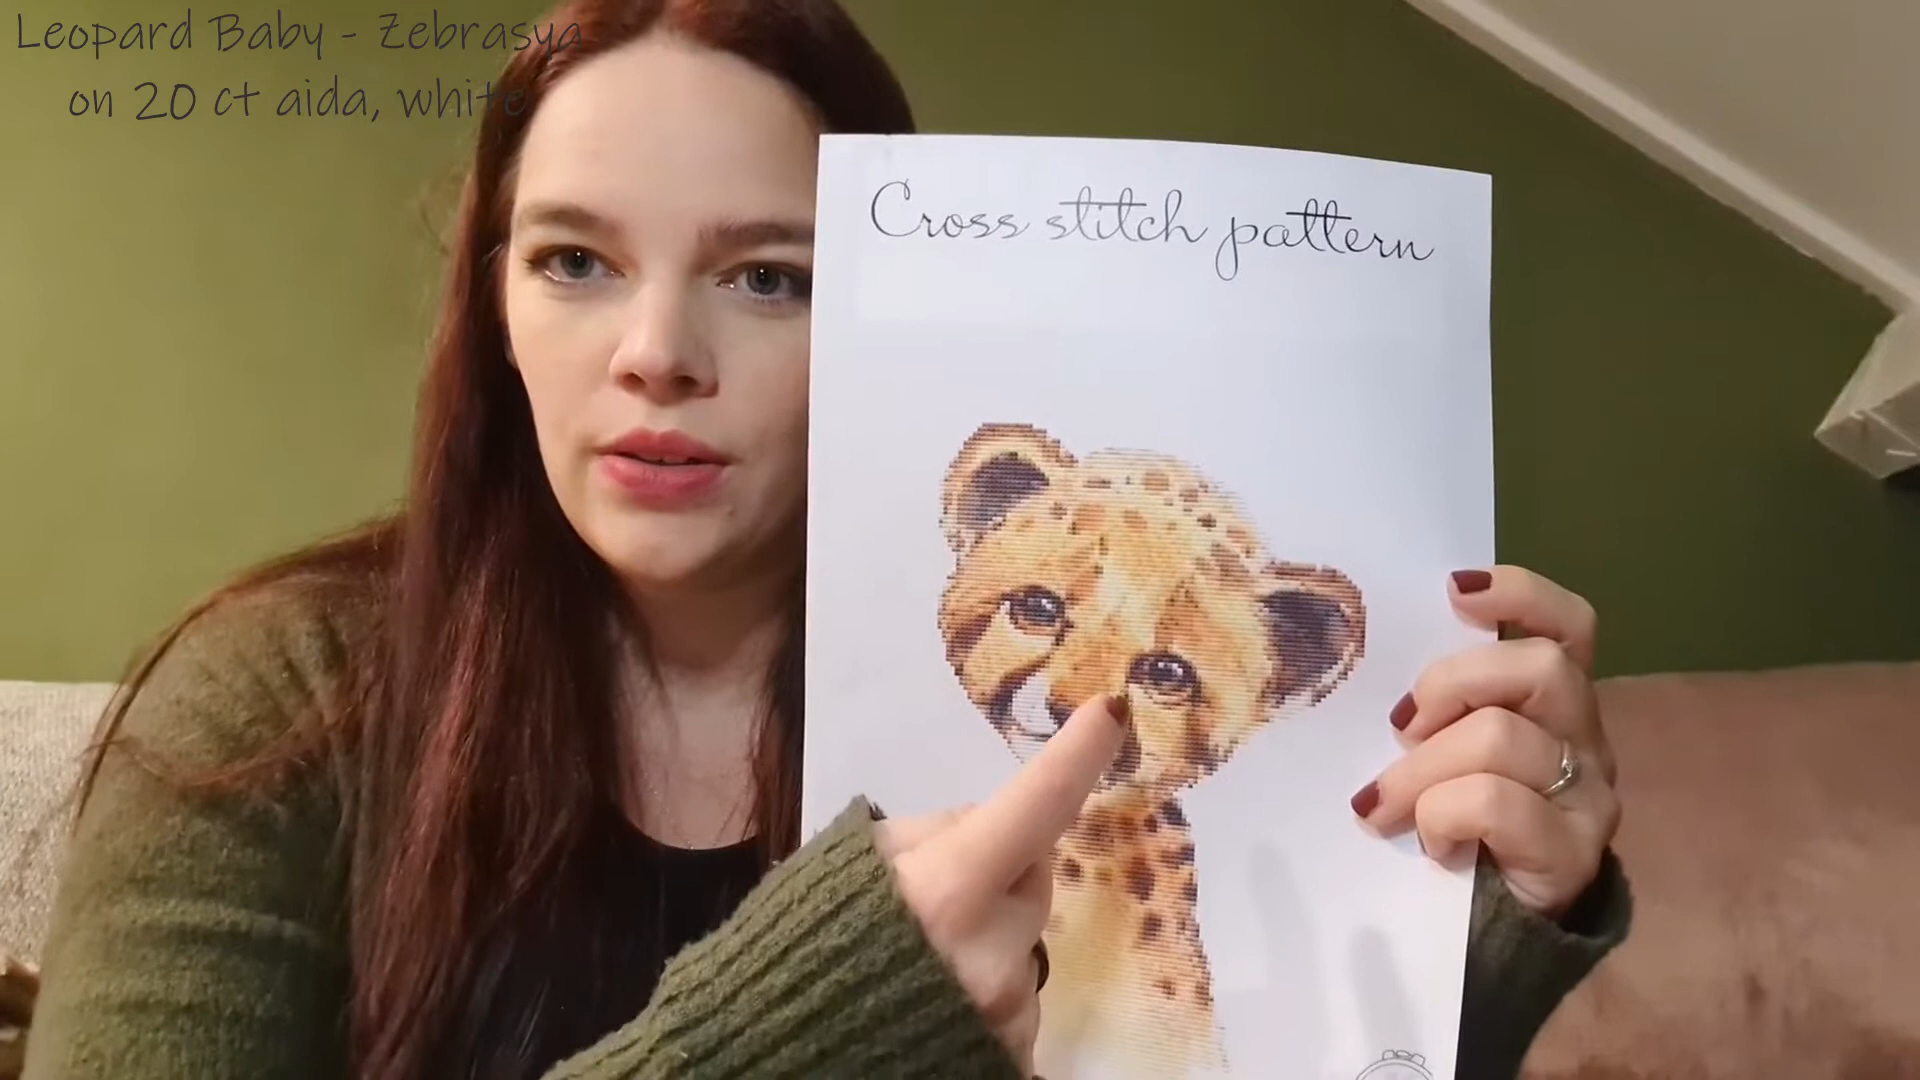 Leopard Baby - Zebrasya
on 20 ct aida, white
Cross stitch pattern